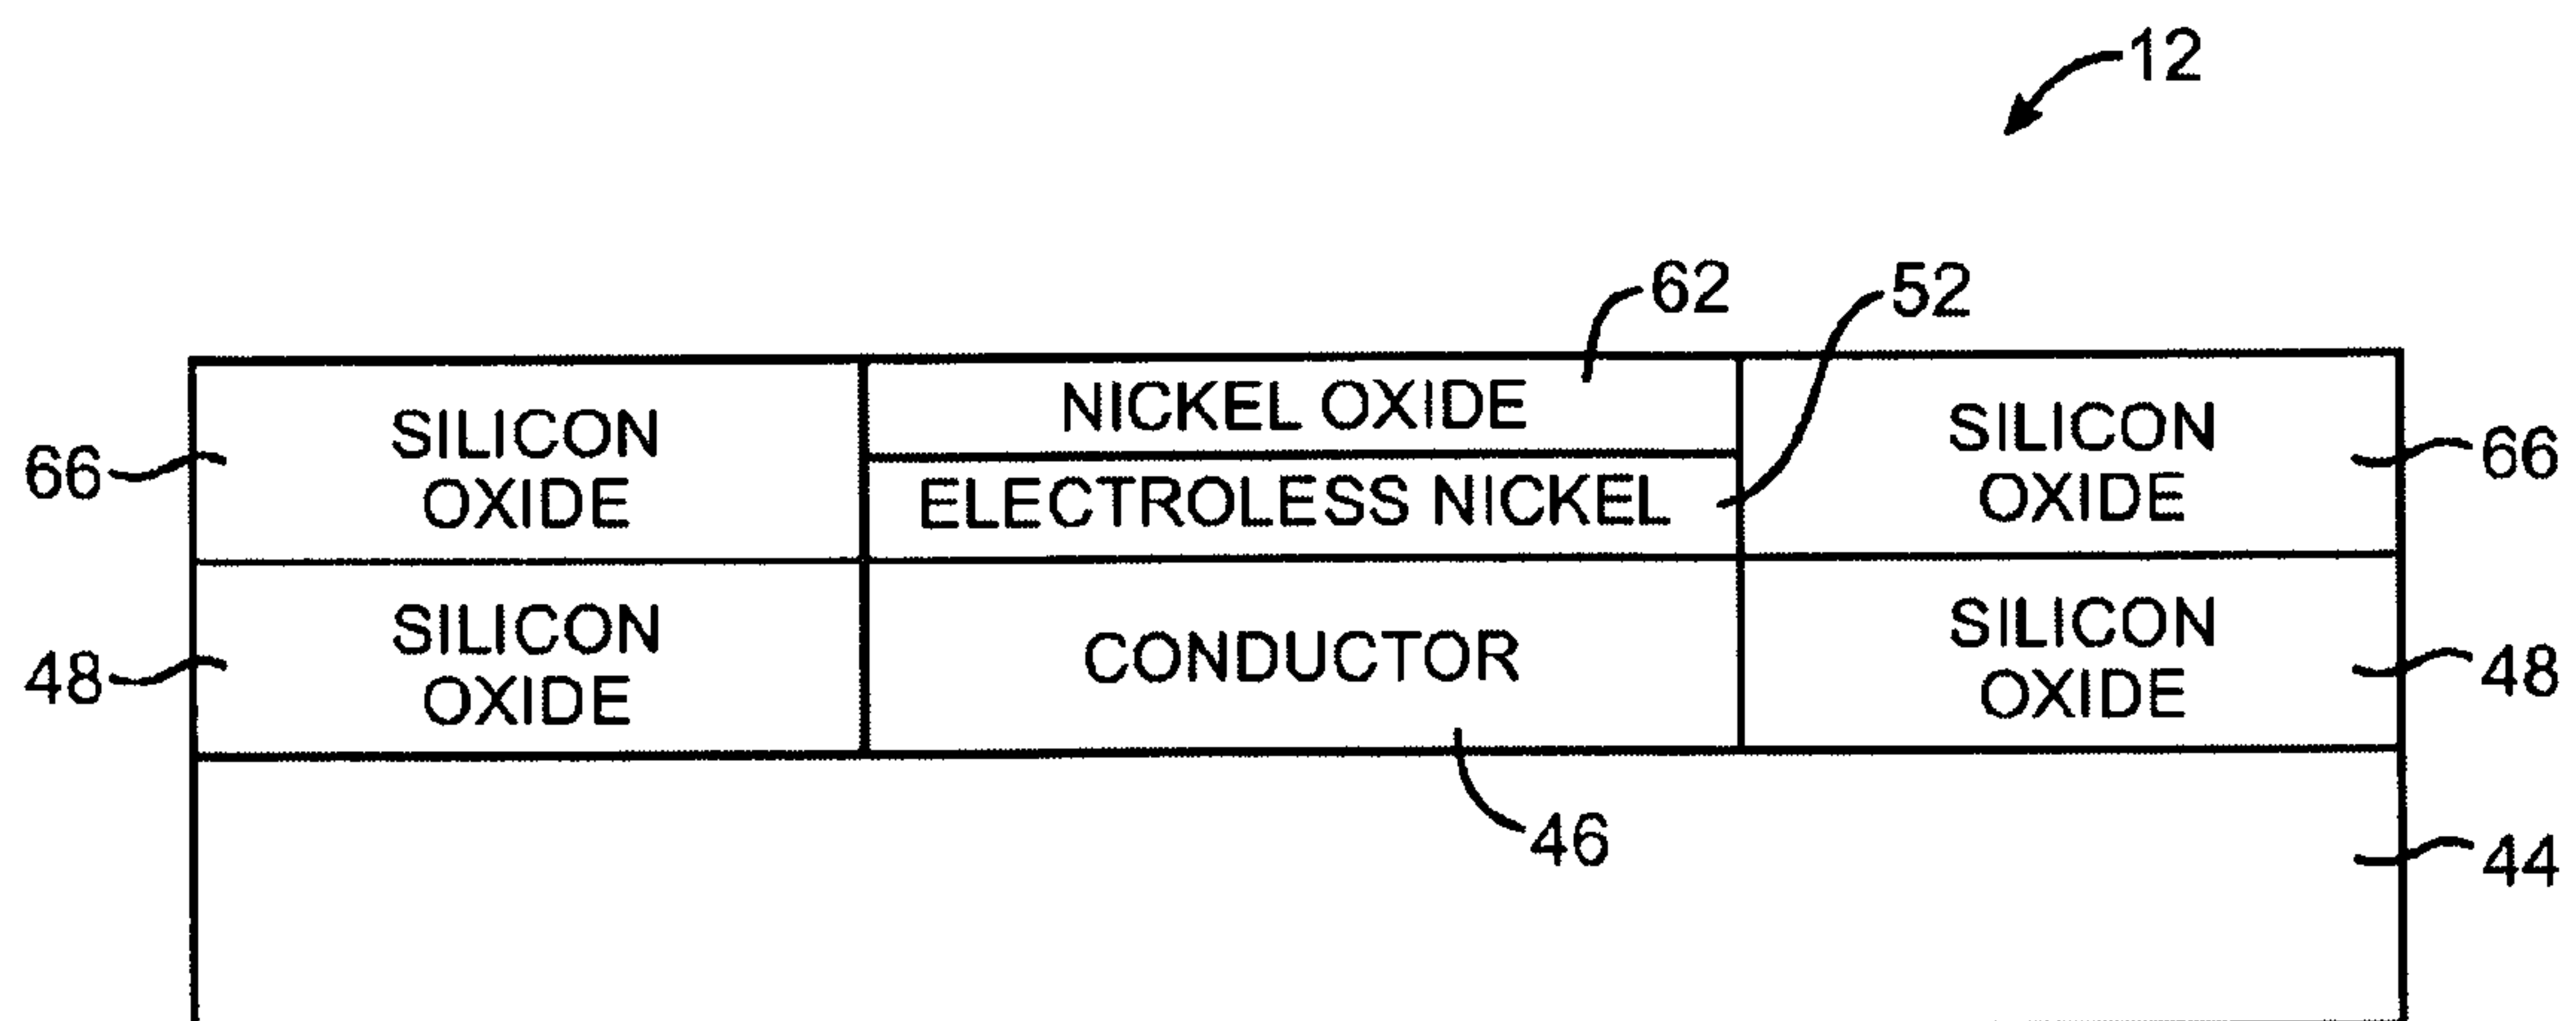 12
62
52
NICKEL OXIDE
SILICON
OXIDE
SILICON
OXIDE
66
66
ELECTROLESS NICKEL
SILICON
OXIDE
CONDUCTOR
SILICON
OXIDE
48
48
46
44